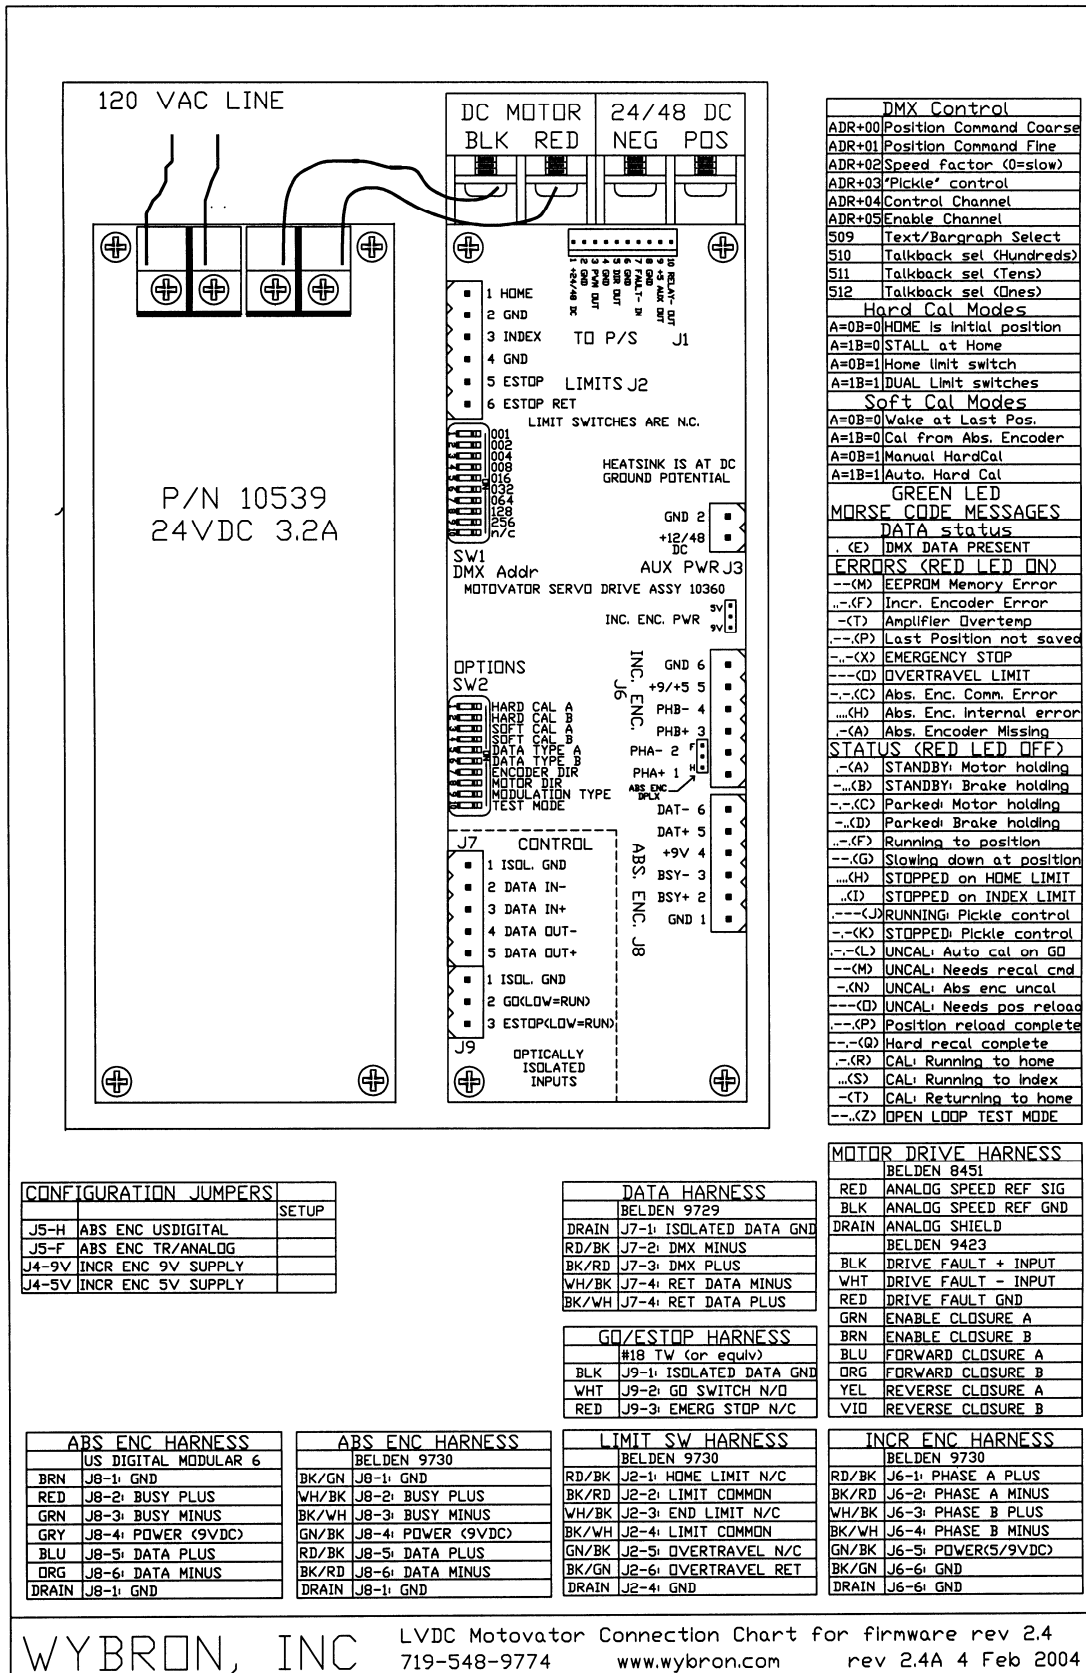 120 VAC LINE
DC MOTOR
BLK RED
24/48 DC
NEG POS
P/N 10539
24VDC 3.2A
1 +24/48 DC
2 GND
3 PWM OUT
4 GND
5 DIR OUT
6 GND
7 FAULT- IN
8 GND
9 +5 AUX OUT
10 RELAY- OUT
TO P/S J1
1 HOME
2 GND
3 INDEX
4 GND
5 ESTOP
6 ESTOP RET
LIMITS J2
LIMIT SWITCHES ARE N.C.
001
002
004
008
016
032
064
128
256
n/c
SW1
DMX Addr
HEATSINK IS AT DC
GROUND POTENTIAL
GND 2
+12/48
DC
AUX PWR J3
MOTOVATOR SERVO DRIVE ASSY 10360
INC. ENC. PWR
5V
9V
OPTIONS
SW2
HARD CAL A
HARD CAL B
SOFT CAL A
SOFT CAL B
DATA TYPE A
DATA TYPE B
ENCODER DIR
MOTOR DIR
MODULATION TYPE
TEST MODE
INC. ENC.
J6
GND 6
+9/+5 5
PHB- 4
PHB+ 3
PHA- 2
PHA+ 1
F
H
ABS ENC
DPLX
DAT- 6
DAT+ 5
+9V 4
BSY- 3
BSY+ 2
GND 1
ABS. ENC. J8
J7 CONTROL
1 ISOL. GND
2 DATA IN-
3 DATA IN+
4 DATA OUT-
5 DATA OUT+
1 ISOL. GND
2 GO(LOW=RUN)
3 ESTOP(LOW=RUN)
J9
OPTICALLY
ISOLATED
INPUTS
DMX Control
ADR+00 Position Command Coarse
ADR+01 Position Command Fine
ADR+02 Speed factor (0=slow)
ADR+03 "Pickle" control
ADR+04 Control Channel
ADR+05 Enable Channel
509 Text/Bargraph Select
510 Talkback sel (Hundreds)
511 Talkback sel (Tens)
512 Talkback sel (Ones)
Hard Cal Modes
A=0B=0 HOME is initial position
A=1B=0 STALL at Home
A=0B=1 Home limit switch
A=1B=1 DUAL Limit switches
Soft Cal Modes
A=0B=0 Wake at Last Pos.
A=1B=0 Cal from Abs. Encoder
A=0B=1 Manual HardCal
A=1B=1 Auto. Hard Cal
GREEN LED
MORSE CODE MESSAGES
DATA status
. (E) DMX DATA PRESENT
ERRORS (RED LED ON)
--(M) EEPROM Memory Error
..-.(F) Incr. Encoder Error
-(T) Amplifier Overtemp
.--.(P) Last Position not saved
-..-(X) EMERGENCY STOP
---(O) OVERTRAVEL LIMIT
-.-.(C) Abs. Enc. Comm. Error
....(H) Abs. Enc. internal error
.-(A) Abs. Encoder Missing
STATUS (RED LED OFF)
.-(A) STANDBY: Motor holding
-...(B) STANDBY: Brake holding
-.-.(C) Parked: Motor holding
-..(D) Parked: Brake holding
..-.(F) Running to position
--.(G) Slowing down at position
....(H) STOPPED on HOME LIMIT
..(I) STOPPED on INDEX LIMIT
.---(J) RUNNING: Pickle control
-.-(K) STOPPED: Pickle control
.-.-(L) UNCAL: Auto cal on GO
--(M) UNCAL: Needs recal cmd
-.(N) UNCAL: Abs enc uncal
---(O) UNCAL: Needs pos reload
.--.(P) Position reload complete
--.-(Q) Hard recal complete
.-.(R) CAL: Running to home
...(S) CAL: Running to index
-(T) CAL: Returning to home
--..(Z) OPEN LOOP TEST MODE
CONFIGURATION JUMPERS
SETUP
J5-H ABS ENC USDIGITAL
J5-F ABS ENC TR/ANALOG
J4-9V INCR ENC 9V SUPPLY
J4-5V INCR ENC 5V SUPPLY
DATA HARNESS
BELDEN 9729
DRAIN J7-1: ISOLATED DATA GND
RD/BK J7-2: DMX MINUS
BK/RD J7-3: DMX PLUS
WH/BK J7-4: RET DATA MINUS
BK/WH J7-4: RET DATA PLUS
GO/ESTOP HARNESS
#18 TW (or equiv)
BLK J9-1: ISOLATED DATA GND
WHT J9-2: GO SWITCH N/O
RED J9-3: EMERG STOP N/C
MOTOR DRIVE HARNESS
BELDEN 8451
RED ANALOG SPEED REF SIG
BLK ANALOG SPEED REF GND
DRAIN ANALOG SHIELD
BELDEN 9423
BLK DRIVE FAULT + INPUT
WHT DRIVE FAULT - INPUT
RED DRIVE FAULT GND
GRN ENABLE CLOSURE A
BRN ENABLE CLOSURE B
BLU FORWARD CLOSURE A
ORG FORWARD CLOSURE B
YEL REVERSE CLOSURE A
VIO REVERSE CLOSURE B
ABS ENC HARNESS
US DIGITAL MODULAR 6
BRN J8-1: GND
RED J8-2: BUSY PLUS
GRN J8-3: BUSY MINUS
GRY J8-4: POWER (9VDC)
BLU J8-5: DATA PLUS
ORG J8-6: DATA MINUS
DRAIN J8-1: GND
ABS ENC HARNESS
BELDEN 9730
BK/GN J8-1: GND
WH/BK J8-2: BUSY PLUS
BK/WH J8-3: BUSY MINUS
GN/BK J8-4: POWER (9VDC)
RD/BK J8-5: DATA PLUS
BK/RD J8-6: DATA MINUS
DRAIN J8-1: GND
LIMIT SW HARNESS
BELDEN 9730
RD/BK J2-1: HOME LIMIT N/C
BK/RD J2-2: LIMIT COMMON
WH/BK J2-3: END LIMIT N/C
BK/WH J2-4: LIMIT COMMON
GN/BK J2-5: OVERTRAVEL N/C
BK/GN J2-6: OVERTRAVEL RET
DRAIN J2-4: GND
INCR ENC HARNESS
BELDEN 9730
RD/BK J6-1: PHASE A PLUS
BK/RD J6-2: PHASE A MINUS
WH/BK J6-3: PHASE B PLUS
BK/WH J6-4: PHASE B MINUS
GN/BK J6-5: POWER(5/9VDC)
BK/GN J6-6: GND
DRAIN J6-6: GND
WYBRON, INC
LVDC Motovator Connection Chart for firmware rev 2.4
719-548-9774 www.wybron.com rev 2.4A 4 Feb 2004